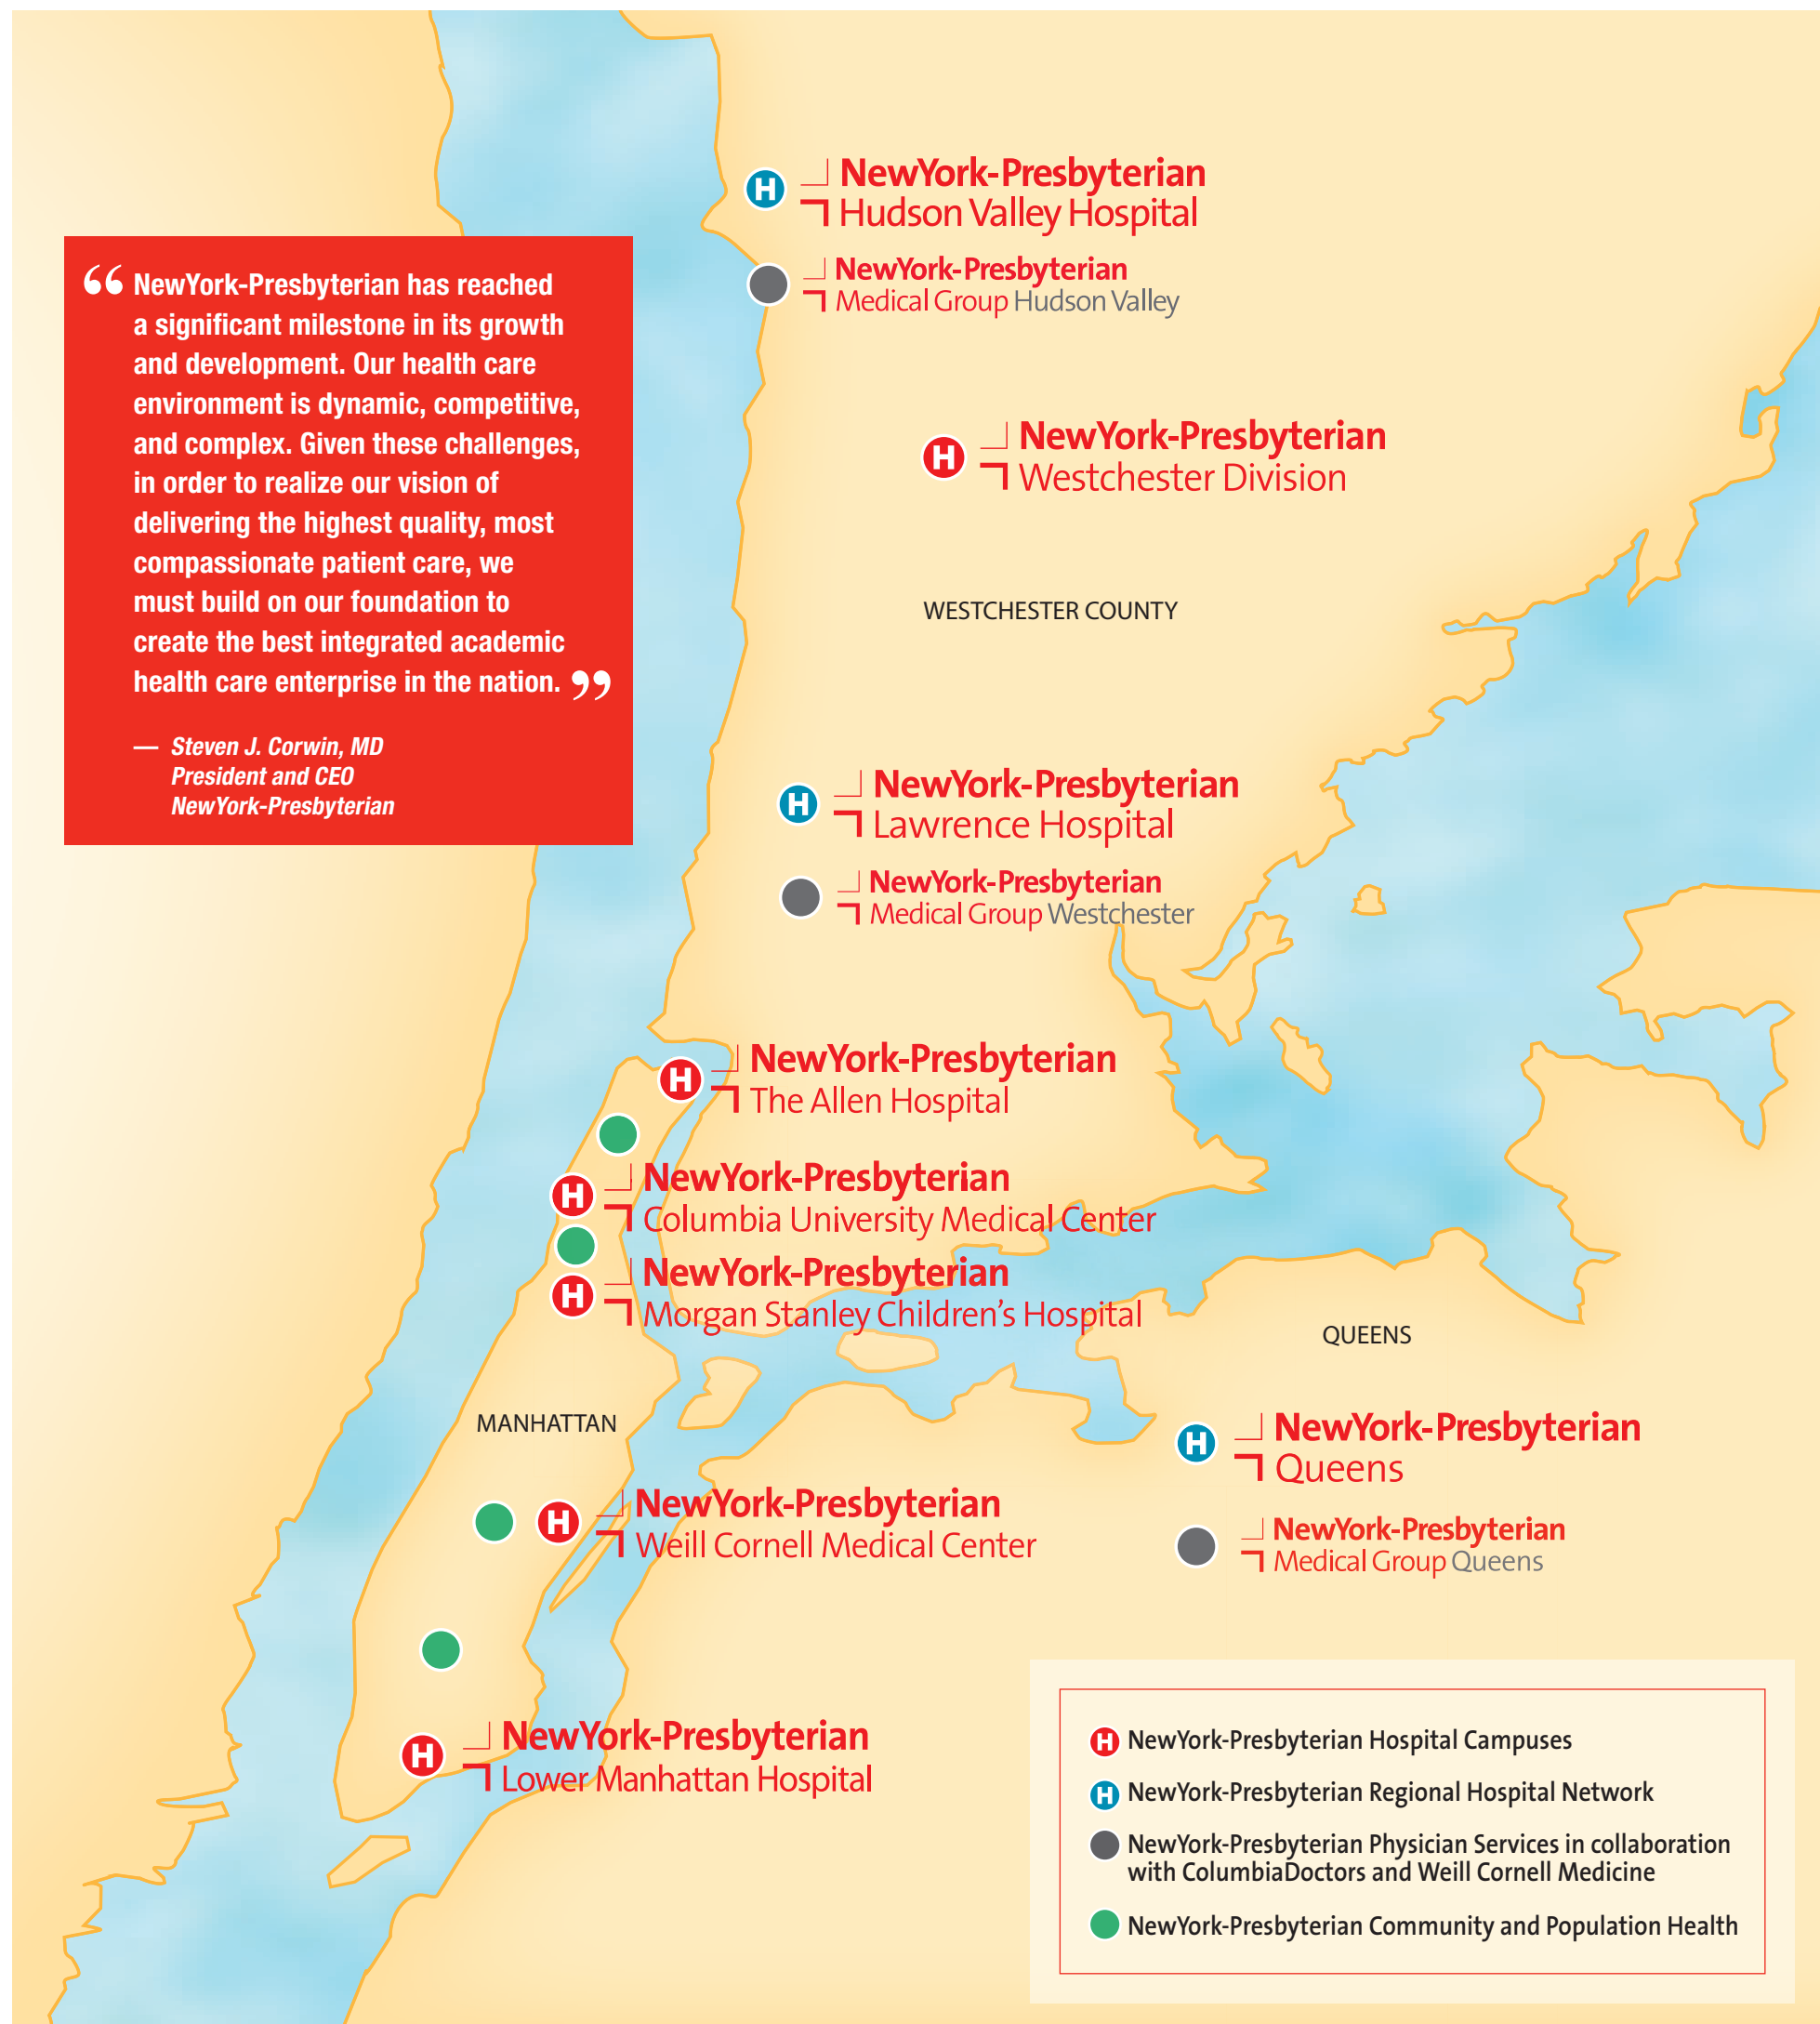 NewYork-Presbyterian
Hudson Valley Hospital
NewYork-Presbyterian
Medical Group Hudson Valley
“ NewYork-Presbyterian has reached
a significant milestone in its growth
and development. Our health care
environment is dynamic, competitive,
and complex. Given these challenges,
in order to realize our vision of
delivering the highest quality, most
compassionate patient care, we
must build on our foundation to
create the best integrated academic
health care enterprise in the nation. ”
— Steven J. Corwin, MD
President and CEO
NewYork-Presbyterian
H
H
NewYork-Presbyterian
Westchester Division
WESTCHESTER COUNTY
H
NewYork-Presbyterian
Lawrence Hospital
NewYork-Presbyterian
Medical Group Westchester
H
NewYork-Presbyterian
The Allen Hospital
H
NewYork-Presbyterian
Columbia University Medical Center
H
NewYork-Presbyterian
Morgan Stanley Children’s Hospital
QUEENS
MANHATTAN
H
NewYork-Presbyterian
Queens
H
NewYork-Presbyterian
Weill Cornell Medical Center
NewYork-Presbyterian
Medical Group Queens
H
NewYork-Presbyterian
Lower Manhattan Hospital
H NewYork-Presbyterian Hospital Campuses
H NewYork-Presbyterian Regional Hospital Network
NewYork-Presbyterian Physician Services in collaboration
with ColumbiaDoctors and Weill Cornell Medicine
NewYork-Presbyterian Community and Population Health